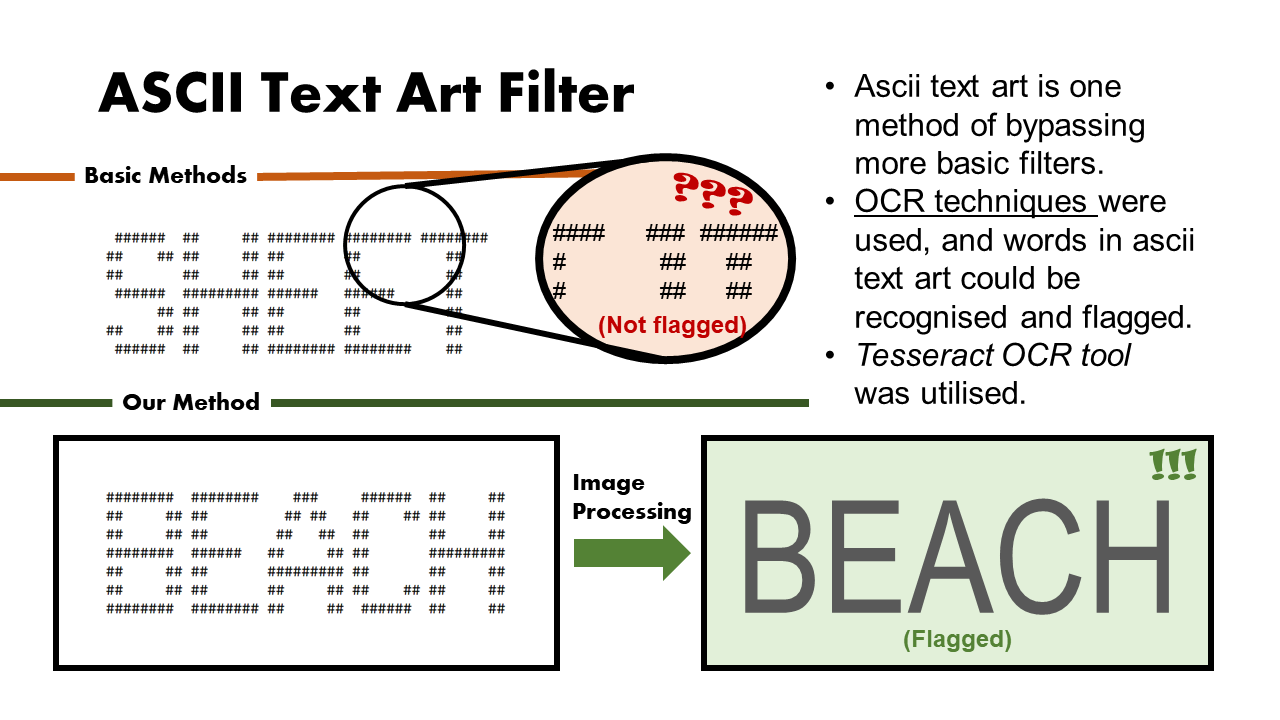 ASCII Text Art Filter
Basic Methods
 ######  ##     ## ######## ######## ########
##    ## ##     ## ##       ##          ##
##       ##     ## ##       ##          ##
 ######  ######### ######   ######      ##
      ## ##     ## ##       ##          ##
##    ## ##     ## ##       ##          ##
 ######  ##     ## ######## ########    ##
???
####   ### ######
#       ##   ##
#       ##   ##
(Not flagged)
Our Method
########  ########    ###     ######  ##     ##
##     ## ##         ## ##   ##    ## ##     ##
##     ## ##        ##   ##  ##       ##     ##
########  ######   ##     ## ##       #########
##     ## ##       ######### ##       ##     ##
##     ## ##       ##     ## ##    ## ##     ##
########  ######## ##     ##  ######  ##     ##
Image
Processing
!!!
BEACH
(Flagged)
• Ascii text art is one
method of bypassing
more basic filters.
• OCR techniques were
used, and words in ascii
text art could be
recognised and flagged.
• Tesseract OCR tool
was utilised.